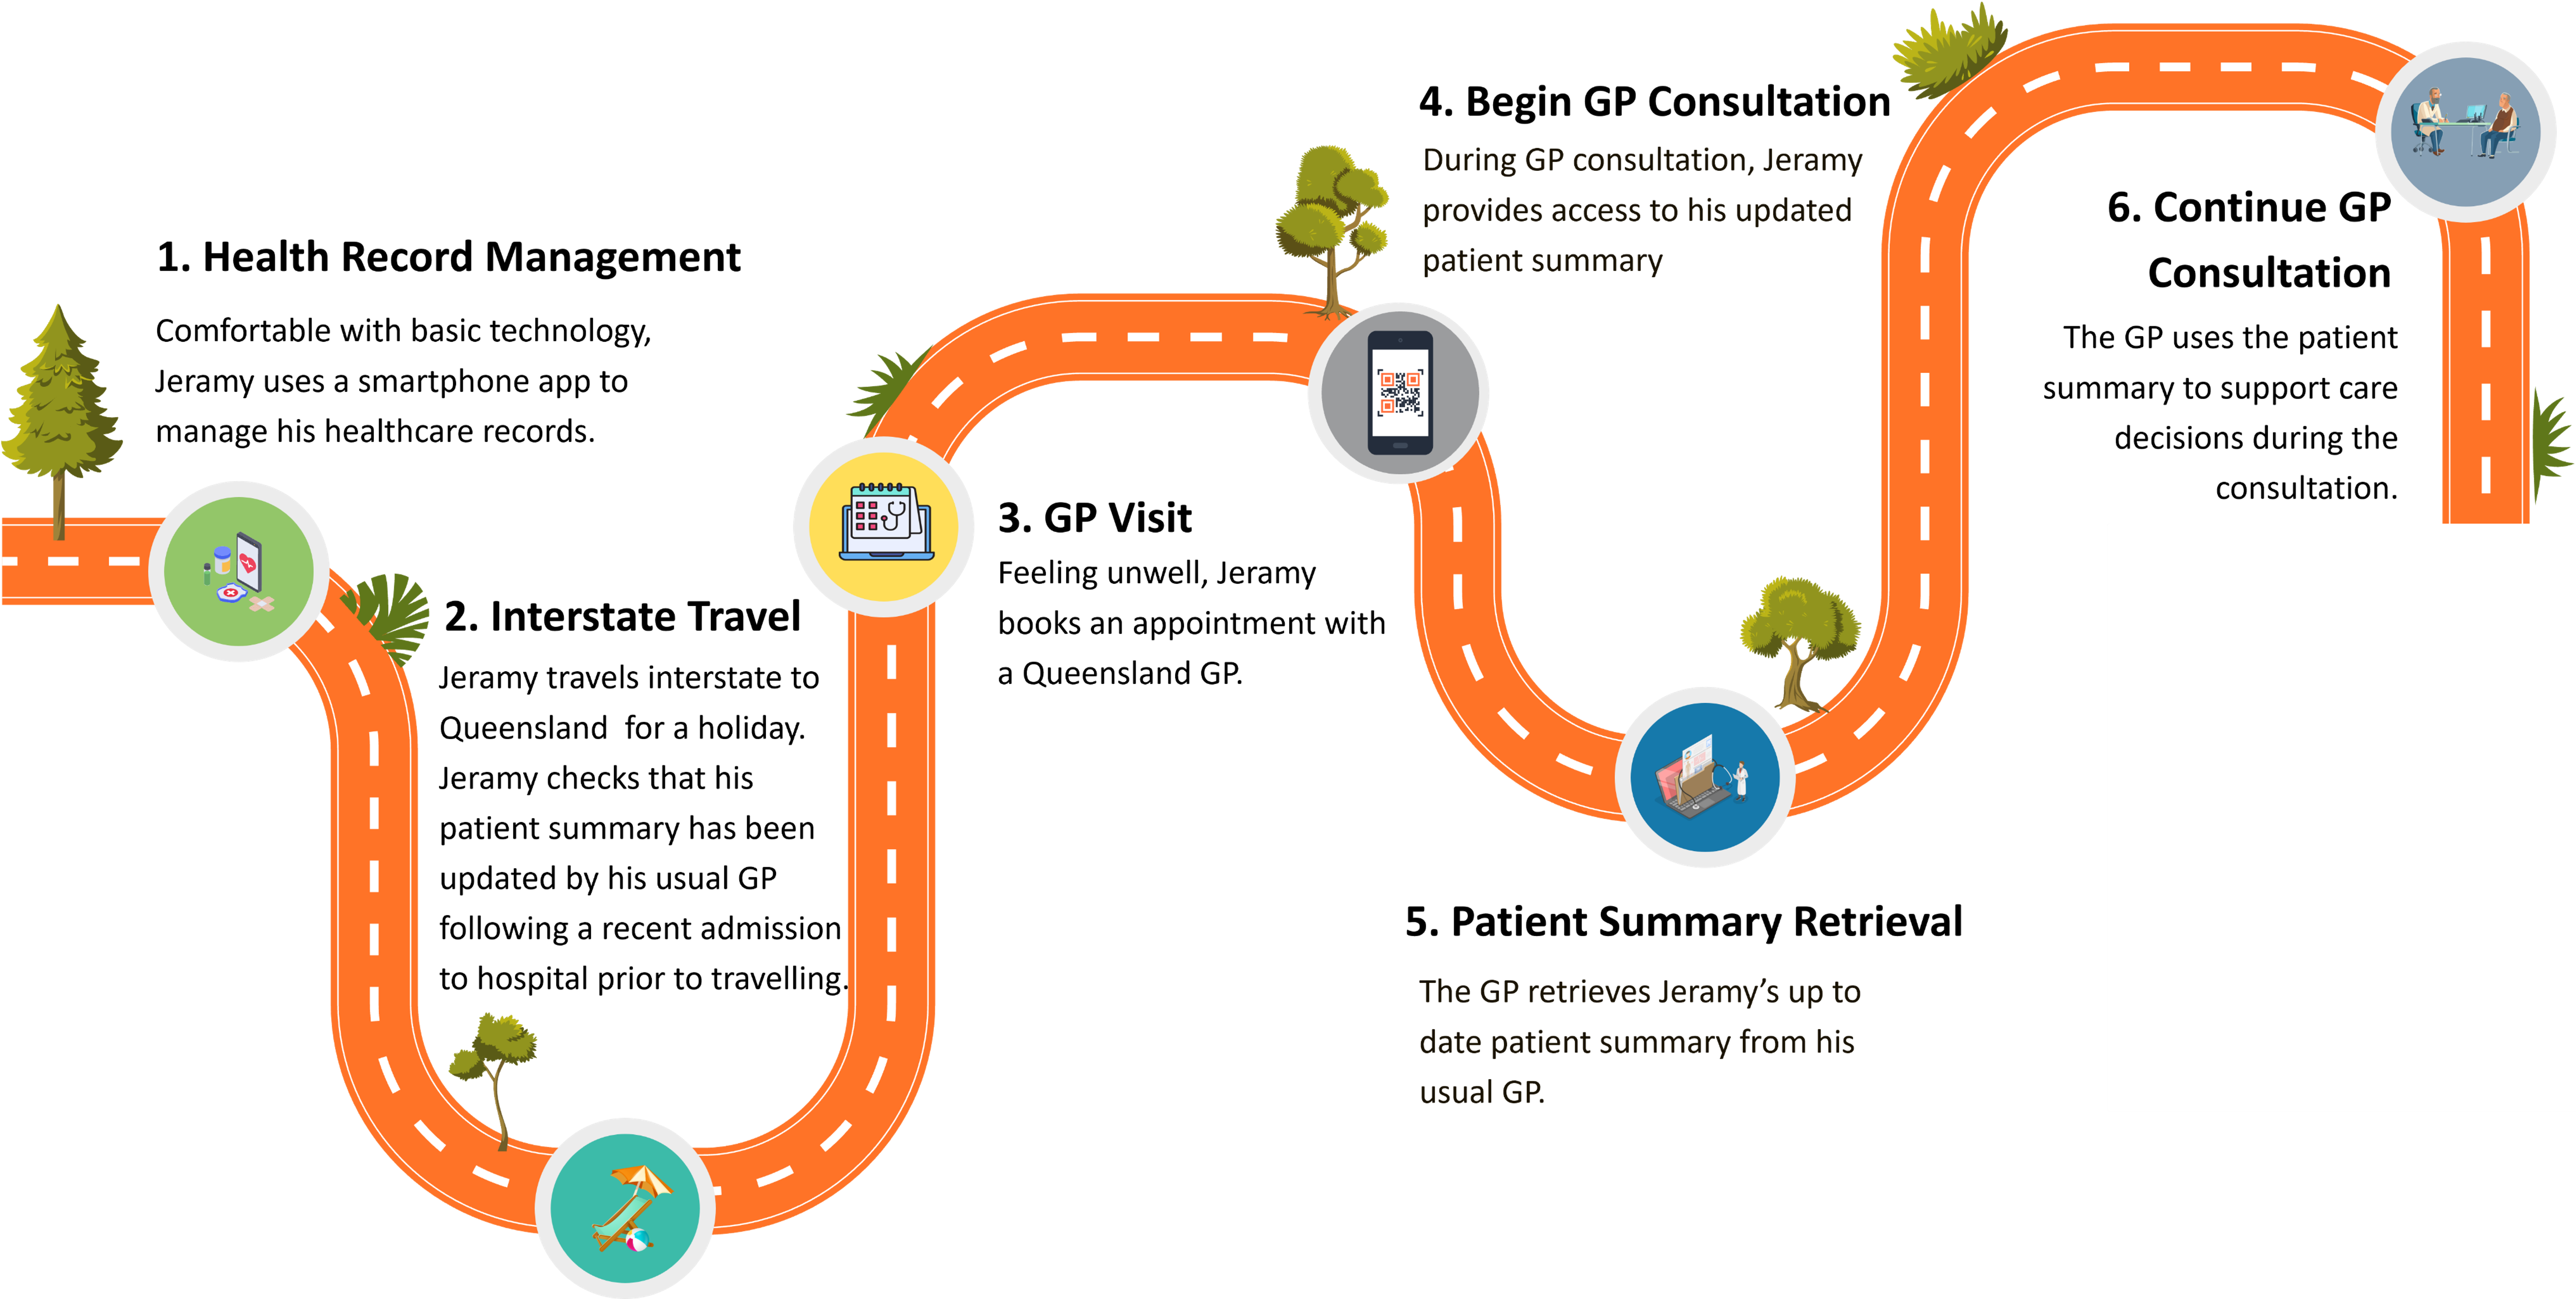 1. Health Record Management
Comfortable with basic technology,
Jeramy uses a smartphone app to
manage his healthcare records.
2. Interstate Travel
Jeramy travels interstate to
Queensland  for a holiday.
Jeramy checks that his
patient summary has been
updated by his usual GP
following a recent admission
to hospital prior to travelling.
3. GP Visit
Feeling unwell, Jeramy
books an appointment with
a Queensland GP.
4. Begin GP Consultation
During GP consultation, Jeramy
provides access to his updated
patient summary
5. Patient Summary Retrieval
The GP retrieves Jeramy’s up to
date patient summary from his
usual GP.
6. Continue GP
Consultation
The GP uses the patient
summary to support care
decisions during the
consultation.